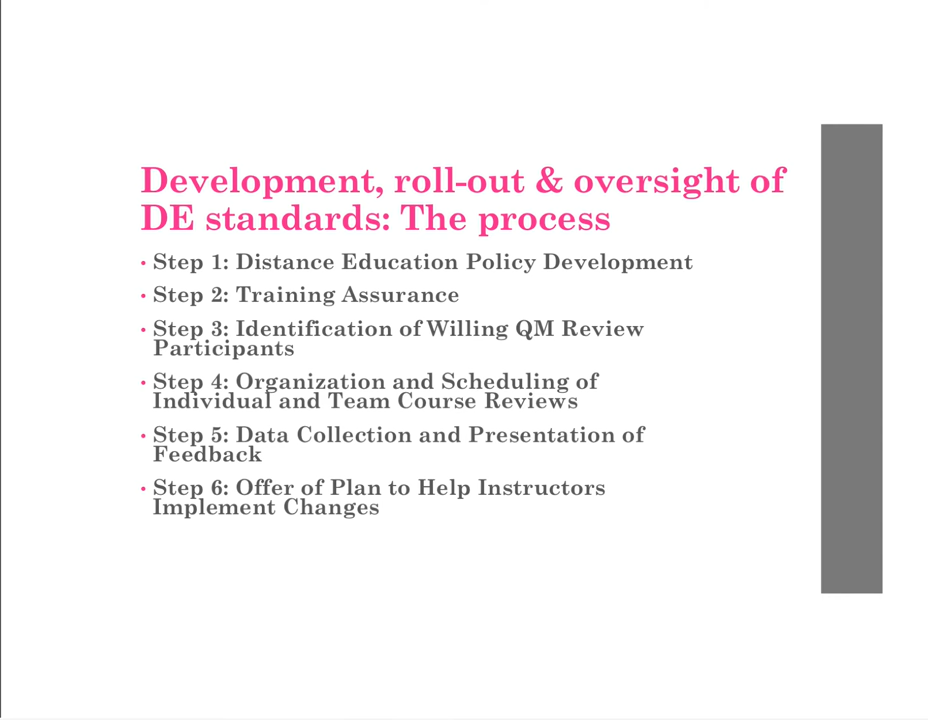 Development, roll-out & oversight of
DE standards: The process
• Step 1: Distance Education Policy Development
• Step 2: Training Assurance
• Step 3: Identification of Willing QM Review
Participants
• Step 4: Organization and Scheduling of
Individual and Team Course Reviews
• Step 5: Data Collection and Presentation of
Feedback
• Step 6: Offer of Plan to Help Instructors
Implement Changes